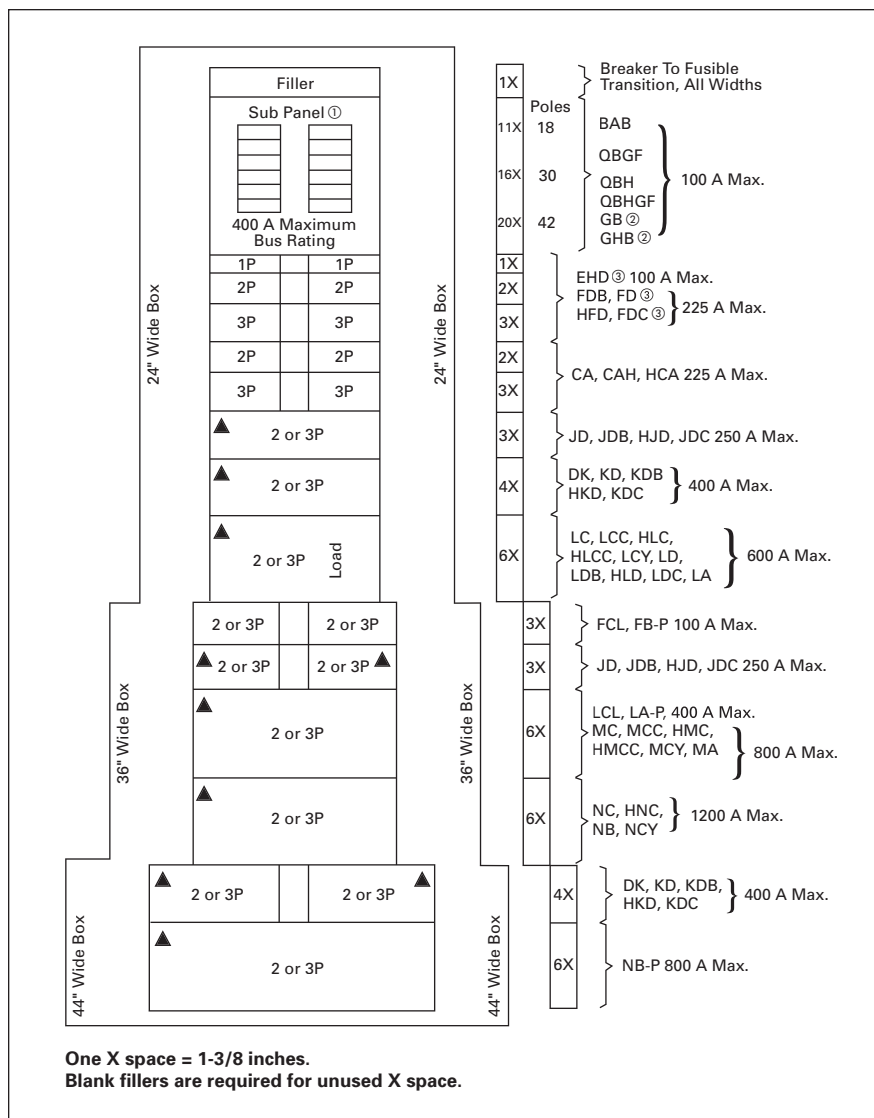 Filler
Sub Panel ①
400 A Maximum
Bus Rating
1P 1P
2P 2P
3P 3P
2P 2P
3P 3P
2 or 3P
2 or 3P
2 or 3P Load
2 or 3P 2 or 3P
2 or 3P 2 or 3P
2 or 3P
2 or 3P
2 or 3P 2 or 3P
2 or 3P
24" Wide Box
24" Wide Box
36" Wide Box
36" Wide Box
44" Wide Box
44" Wide Box
1X
Breaker To Fusible
Transition, All Widths
Poles
11X 18
16X 30
20X 42
BAB
QBGF
QBH
QBHGF
GB ②
GHB ②
100 A Max.
1X
2X
3X
EHD ③ 100 A Max.
FDB, FD ③
HFD, FDC ③
225 A Max.
2X
3X
CA, CAH, HCA 225 A Max.
3X
JD, JDB, HJD, JDC 250 A Max.
4X
DK, KD, KDB
HKD, KDC
400 A Max.
6X
LC, LCC, HLC,
HLCC, LCY, LD,
LDB, HLD, LDC, LA
600 A Max.
3X
FCL, FB-P 100 A Max.
3X
JD, JDB, HJD, JDC 250 A Max.
6X
LCL, LA-P, 400 A Max.
MC, MCC, HMC,
HMCC, MCY, MA
800 A Max.
6X
NC, HNC,
NB, NCY
1200 A Max.
4X
DK, KD, KDB,
HKD, KDC
400 A Max.
6X
NB-P 800 A Max.
One X space = 1-3/8 inches.
Blank fillers are required for unused X space.